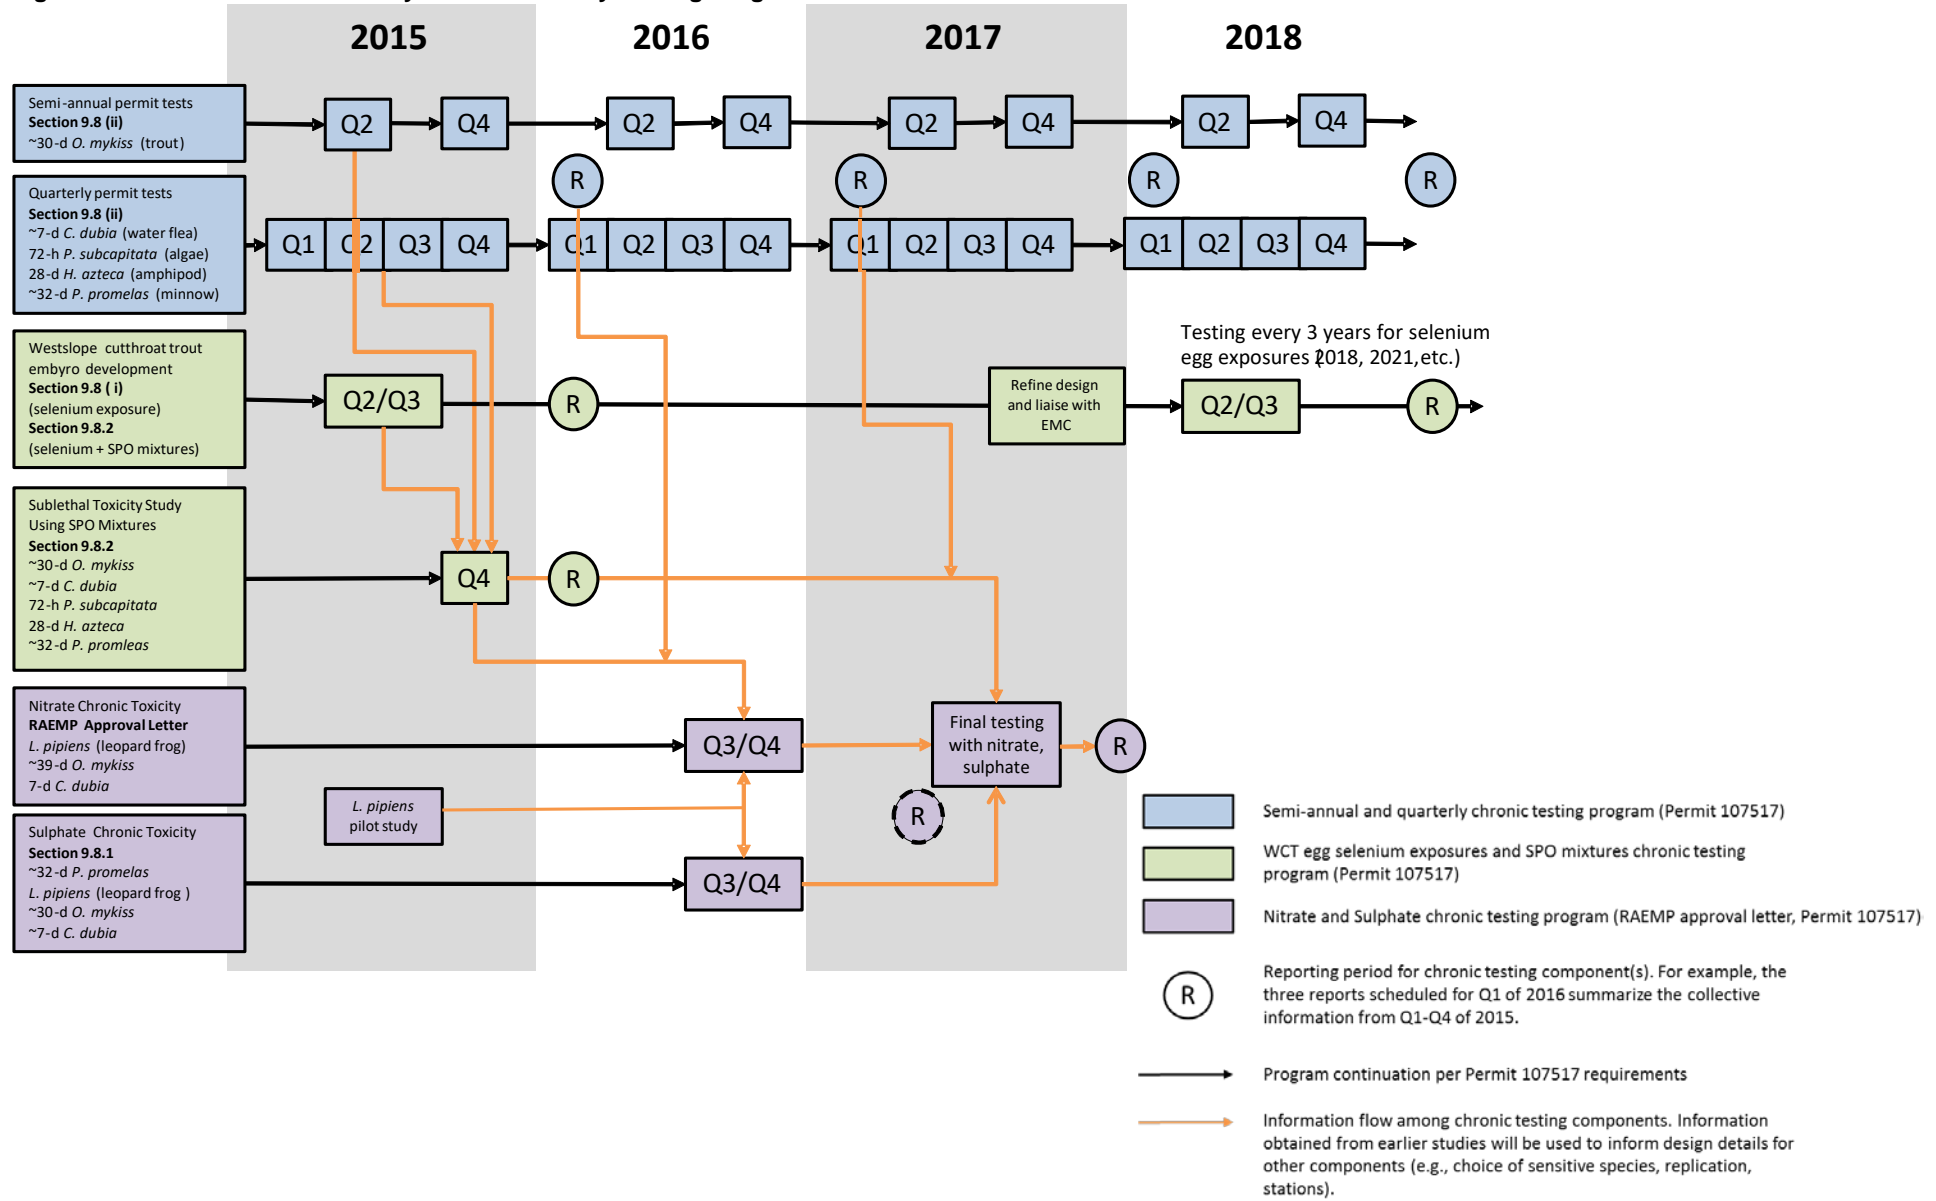 2015
2016
2017
2018
Semi-annual permit tests
Section 9.8 (ii)
~30-d O. mykiss (trout)
Q2
Q4
Q2
Q4
Q2
Q4
Q2
Q4
R
R
R
R
Quarterly permit tests
Section 9.8 (ii)
~7-d C. dubia (water flea)
72-h P. subcapitata (algae)
28-d H. azteca (amphipod)
~32-d P. promelas (minnow)
Q1
Q2
Q3
Q4
Q1
Q2
Q3
Q4
Q1
Q2
Q3
Q4
Q1
Q2
Q3
Q4
Testing every 3 years for selenium
egg exposures (2018, 2021, etc.)
Westslope cutthroat trout
embyro development
Section 9.8 ( i)
(selenium exposure)
Section 9.8.2
(selenium + SPO mixtures)
Q2/Q3
R
Refine design
and liaise with
EMC
Q2/Q3
R
Sublethal Toxicity Study
Using SPO Mixtures
Section 9.8.2
~30-d O. mykiss
~7-d C. dubia
72-h P. subcapitata
28-d H. azteca
~32-d P. promleas
Q4
R
Nitrate Chronic Toxicity
RAEMP Approval Letter
L. pipiens (leopard frog)
~39-d O. mykiss
7-d C. dubia
Q3/Q4
Final testing
with nitrate,
sulphate
R
L. pipiens
pilot study
R
Sulphate Chronic Toxicity
Section 9.8.1
~32-d P. promelas
L. pipiens (leopard frog )
~30-d O. mykiss
~7-d C. dubia
Q3/Q4
Semi-annual and quarterly chronic testing program (Permit 107517)
WCT egg selenium exposures and SPO mixtures chronic testing
program (Permit 107517)
Nitrate and Sulphate chronic testing program (RAEMP approval letter, Permit 107517)
R
Reporting period for chronic testing component(s). For example, the
three reports scheduled for Q1 of 2016 summarize the collective
information from Q1-Q4 of 2015.
Program continuation per Permit 107517 requirements
Information flow among chronic testing components. Information
obtained from earlier studies will be used to inform design details for
other components (e.g., choice of sensitive species, replication,
stations).